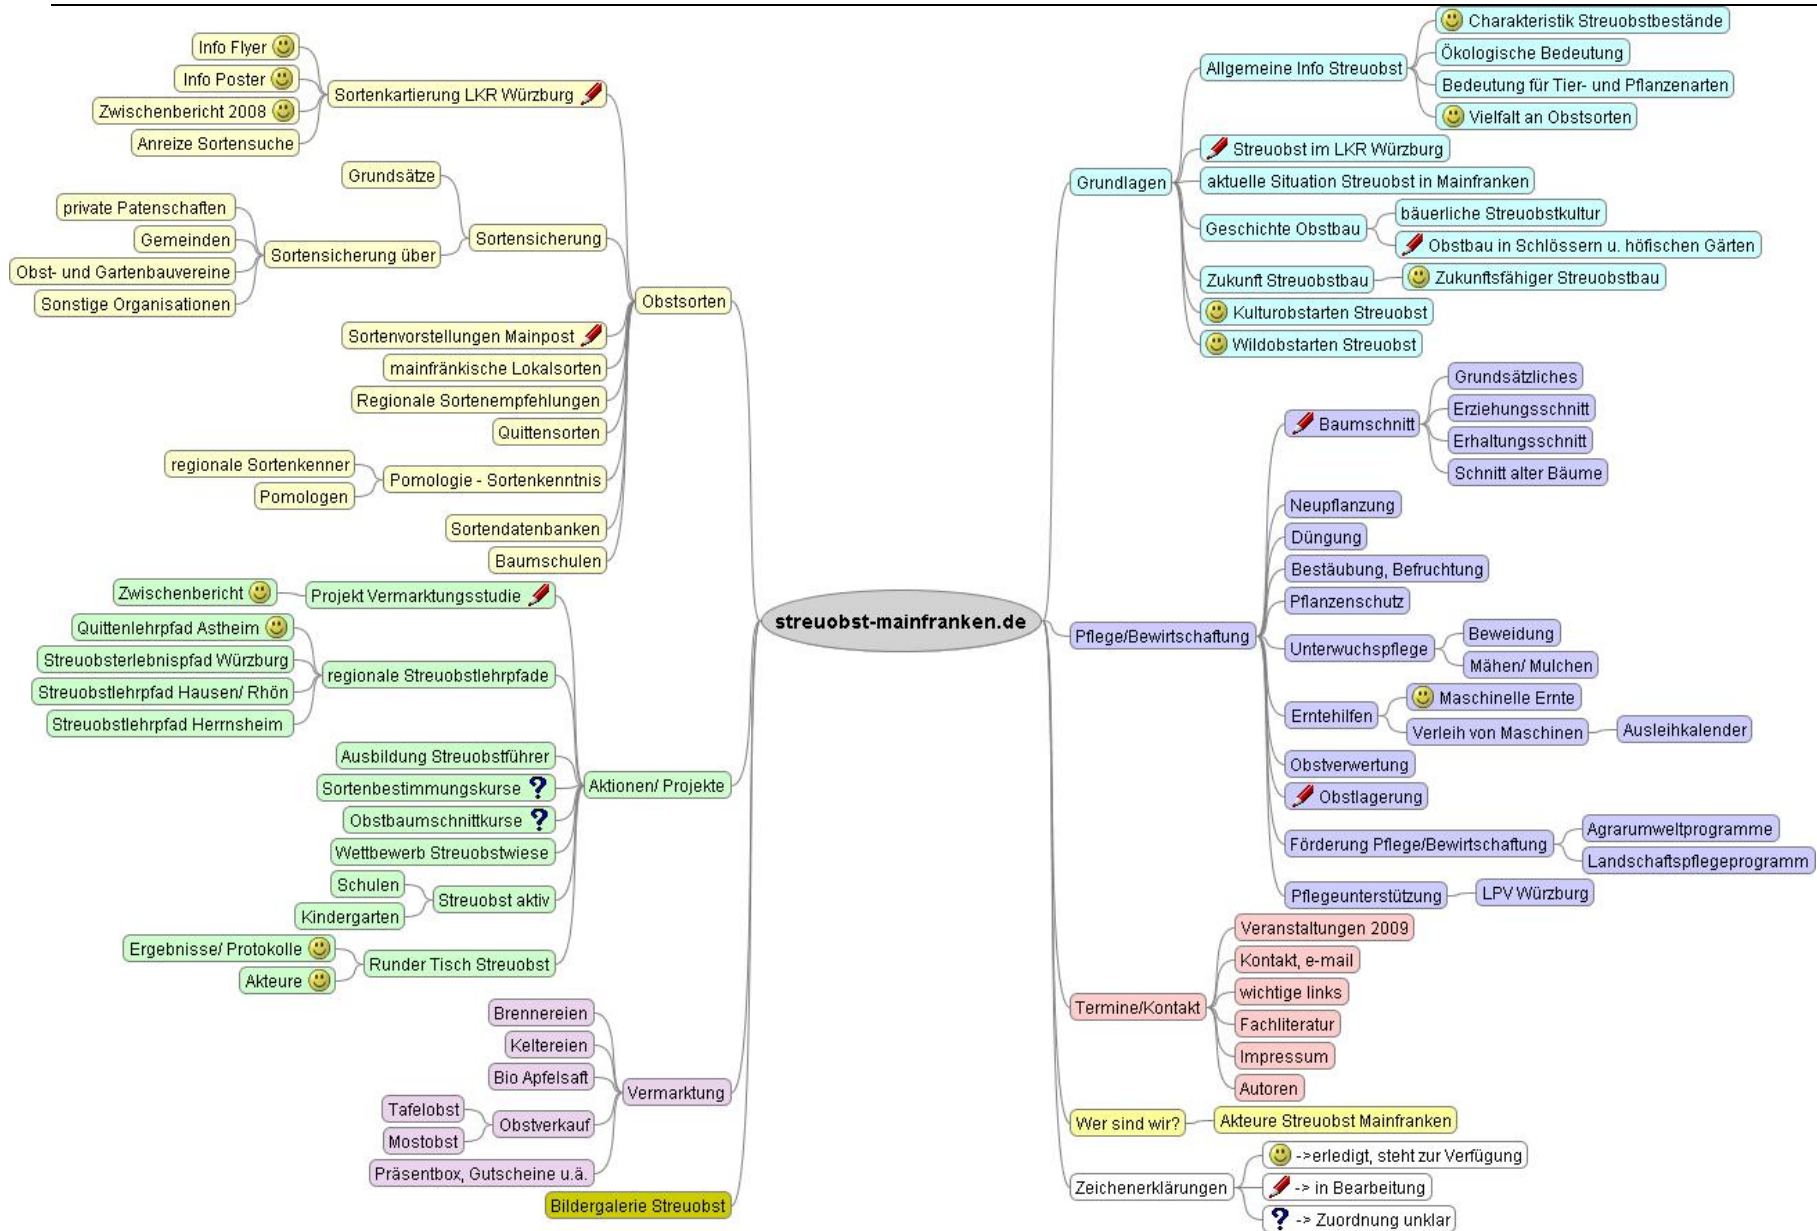 streuobst-mainfranken.de
Obstsorten
Sortenkartierung LKR Würzburg
Info Flyer
Info Poster
Zwischenbericht 2008
Anreize Sortensuche
Sortensicherung
Grundsätze
Sortensicherung über
private Patenschaften
Gemeinden
Obst- und Gartenbauvereine
Sonstige Organisationen
Sortenvorstellungen Mainpost
mainfränkische Lokalsorten
Regionale Sortenempfehlungen
Quittensorten
Pomologie - Sortenkenntnis
regionale Sortenkenner
Pomologen
Sortendatenbanken
Baumschulen
Aktionen/ Projekte
Projekt Vermarktungsstudie
Zwischenbericht
regionale Streuobstlehrpfade
Quittenlehrpfad Astheim
Streuobsterlebnispfad Würzburg
Streuobstlehrpfad Hausen/ Rhön
Streuobstlehrpfad Herrnsheim
Ausbildung Streuobstführer
Sortenbestimmungskurse ?
Obstbaumschnittkurse ?
Wettbewerb Streuobstwiese
Streuobst aktiv
Schulen
Kindergarten
Runder Tisch Streuobst
Ergebnisse/ Protokolle
Akteure
Vermarktung
Brennereien
Keltereien
Bio Apfelsaft
Obstverkauf
Tafelobst
Mostobst
Präsentbox, Gutscheine u.ä.
Bildergalerie Streuobst
Grundlagen
Allgemeine Info Streuobst
Charakteristik Streuobstbestände
Ökologische Bedeutung
Bedeutung für Tier- und Pflanzenarten
Vielfalt an Obstsorten
Streuobst im LKR Würzburg
aktuelle Situation Streuobst in Mainfranken
Geschichte Obstbau
bäuerliche Streuobstkultur
Obstbau in Schlössern u. höfischen Gärten
Zukunft Streuobstbau
Zukunftsfähiger Streuobstbau
Kulturobstarten Streuobst
Wildobstarten Streuobst
Pflege/Bewirtschaftung
Baumschnitt
Grundsätzliches
Erziehungsschnitt
Erhaltungsschnitt
Schnitt alter Bäume
Neupflanzung
Düngung
Bestäubung, Befruchtung
Pflanzenschutz
Unterwuchspflege
Beweidung
Mähen/ Mulchen
Erntehilfen
Maschinelle Ernte
Verleih von Maschinen
Ausleihkalender
Obstverwertung
Obstlagerung
Förderung Pflege/Bewirtschaftung
Agrarumweltprogramme
Landschaftspflegeprogramm
Pflegeunterstützung
LPV Würzburg
Termine/Kontakt
Veranstaltungen 2009
Kontakt, e-mail
wichtige links
Fachliteratur
Impressum
Autoren
Wer sind wir?
Akteure Streuobst Mainfranken
Zeichenerklärungen
->erledigt, steht zur Verfügung
-> in Bearbeitung
? -> Zuordnung unklar